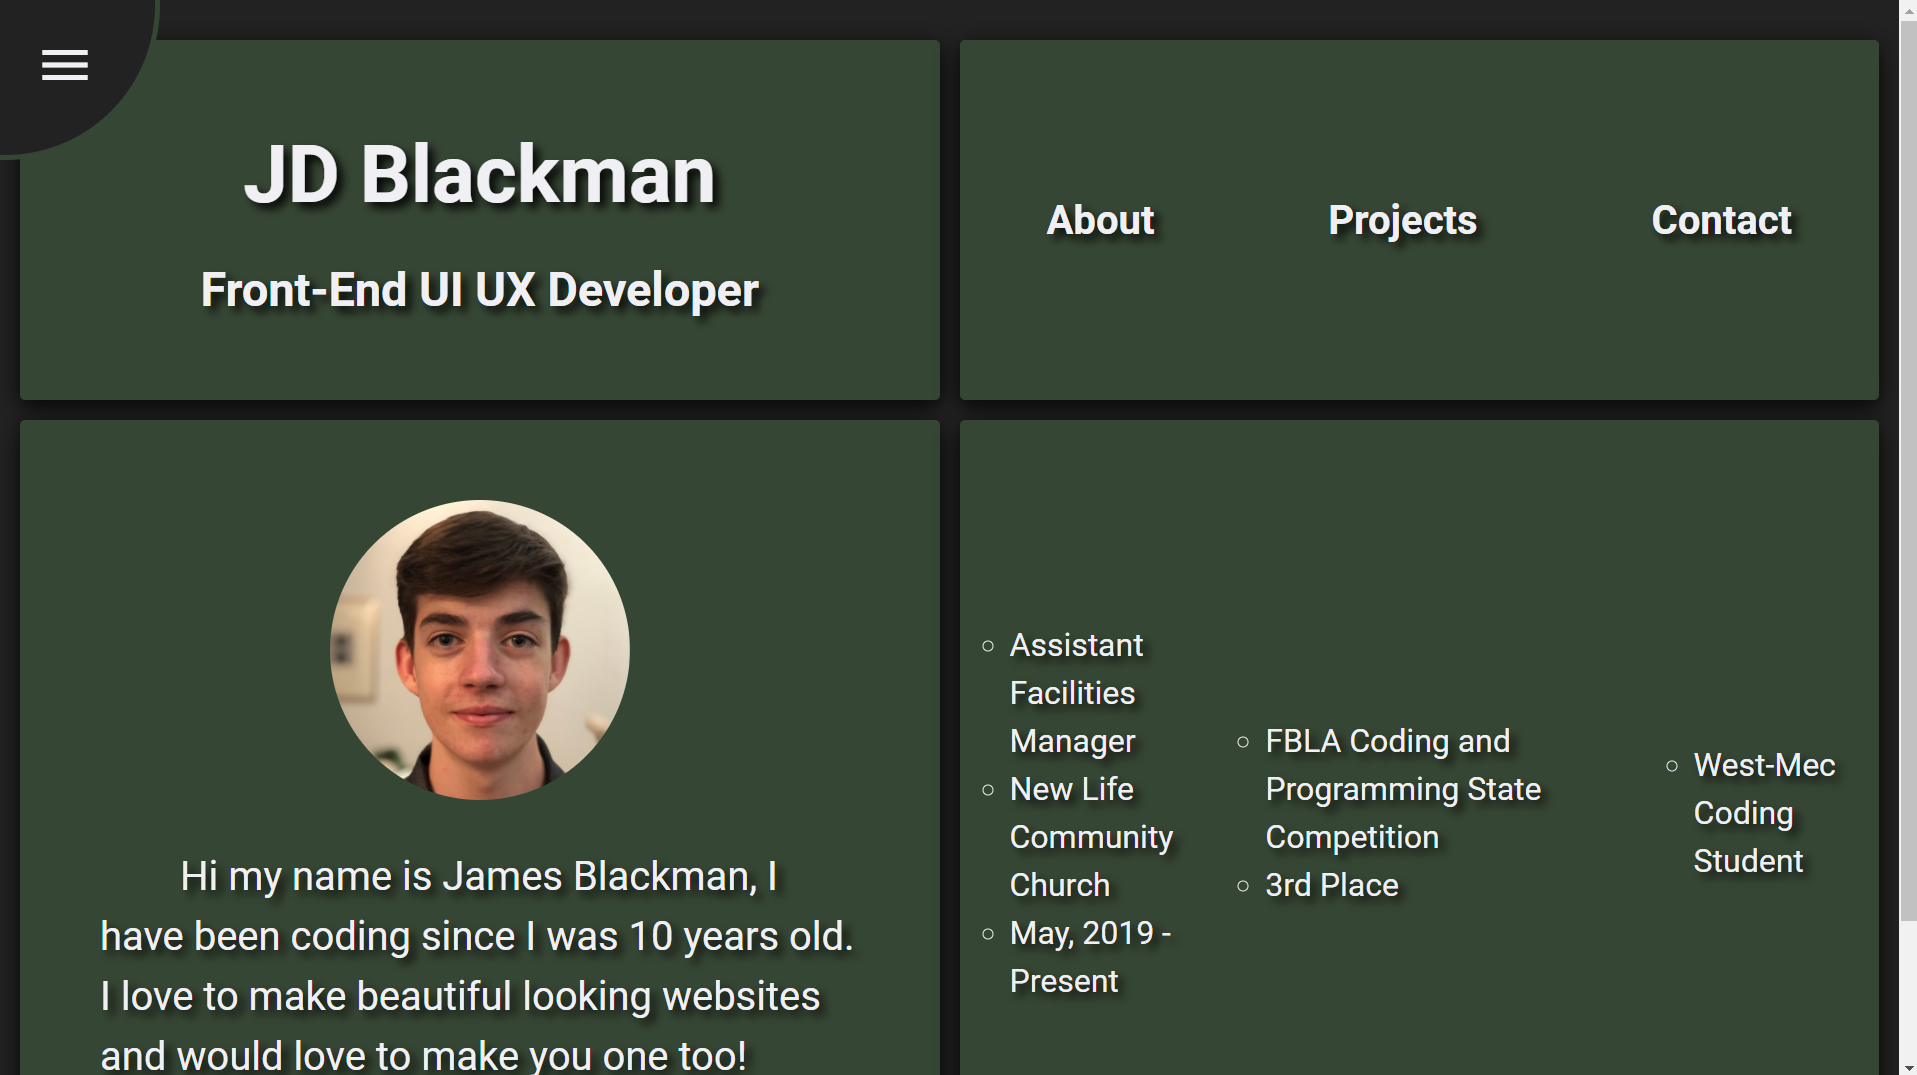 JD Blackman
Front-End UI UX Developer
About
Projects
Contact
Hi my name is James Blackman, I
have been coding since I was 10 years old.
I love to make beautiful looking websites
and would love to make you one too!
Assistant
Facilities
Manager
New Life
Community
Church
May, 2019 -
Present
FBLA Coding and
Programming State
Competition
3rd Place
West-Mec
Coding
Student